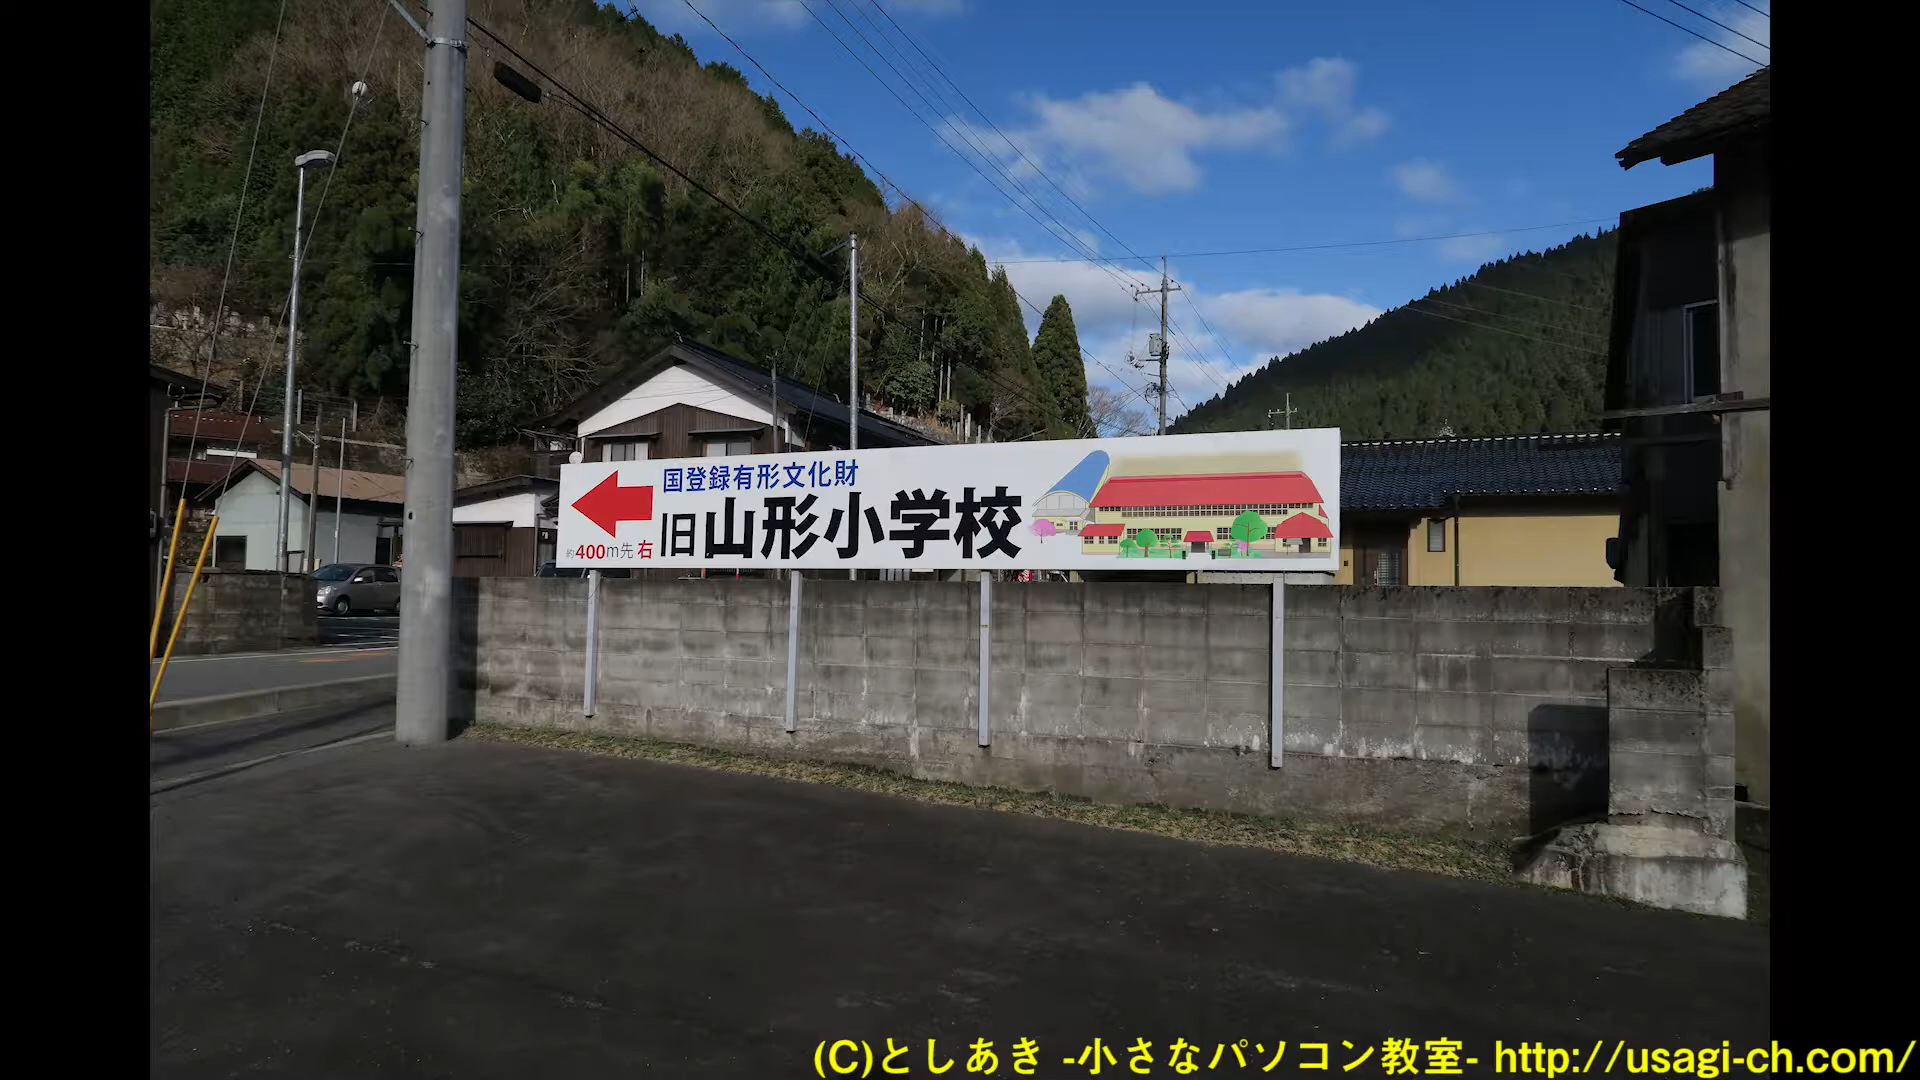 国登録有形文化財
旧山形小学校
約400m先 右
(C)としあき -小さなパソコン教室- http://usagi-ch.com/